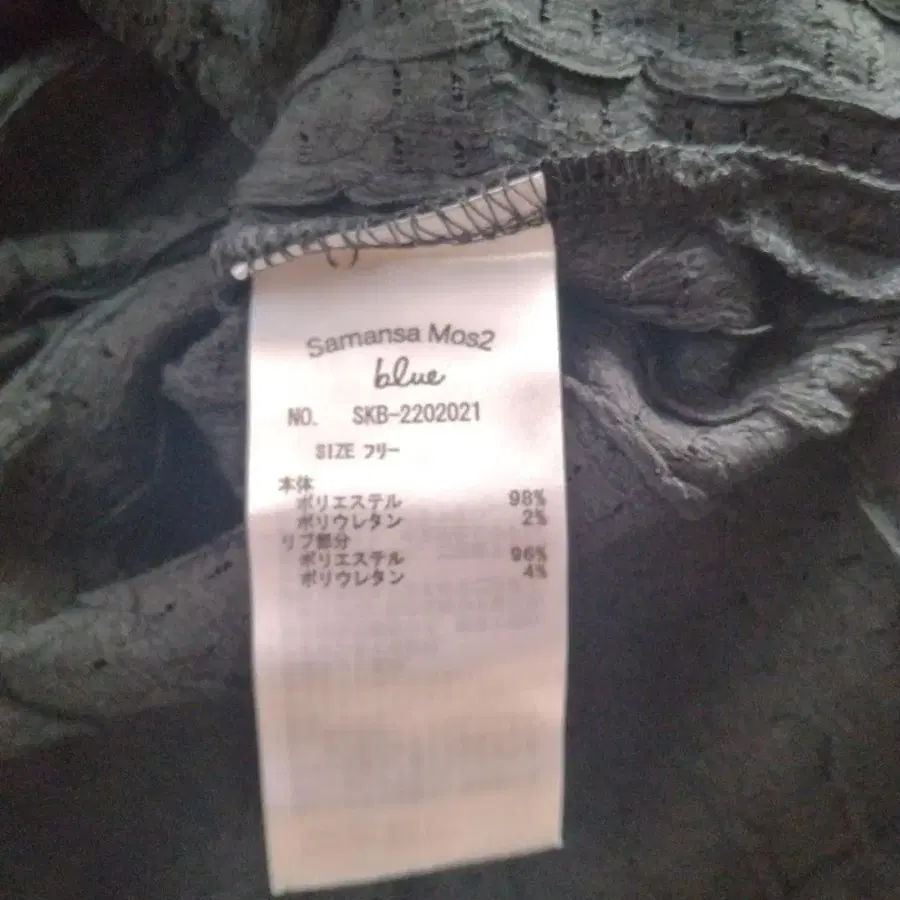 Samansa Mos2
blue
NO. SKB-2202021
SIZE フリー
本体
ポリエステル 98%
ポリウレタン 2%
リブ部分
ポリエステル 96%
ポリウレタン 4%